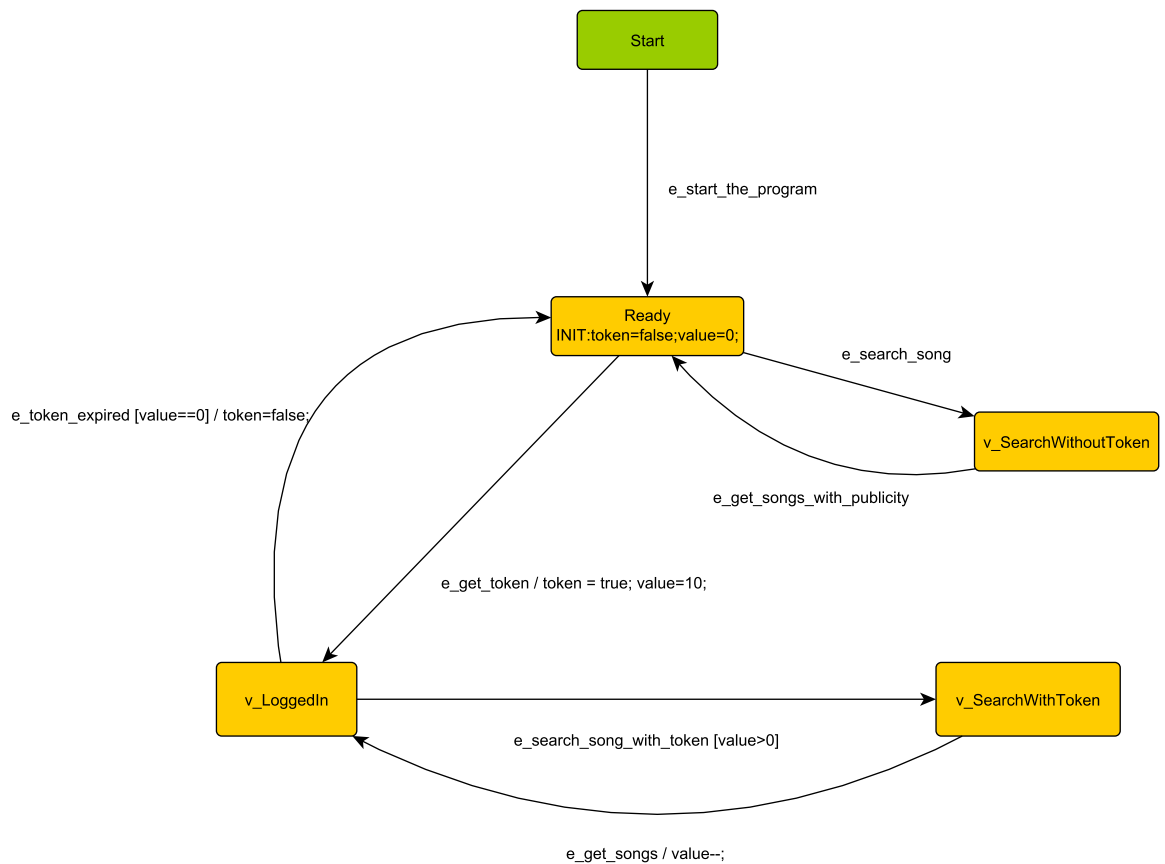 Start
e_start_the_program
Ready
INIT:token=false;value=0;
e_search_song
e_token_expired [value==0] / token=false;
v_SearchWithoutToken
e_get_songs_with_publicity
e_get_token / token = true; value=10;
v_LoggedIn
v_SearchWithToken
e_search_song_with_token [value>0]
e_get_songs / value--;